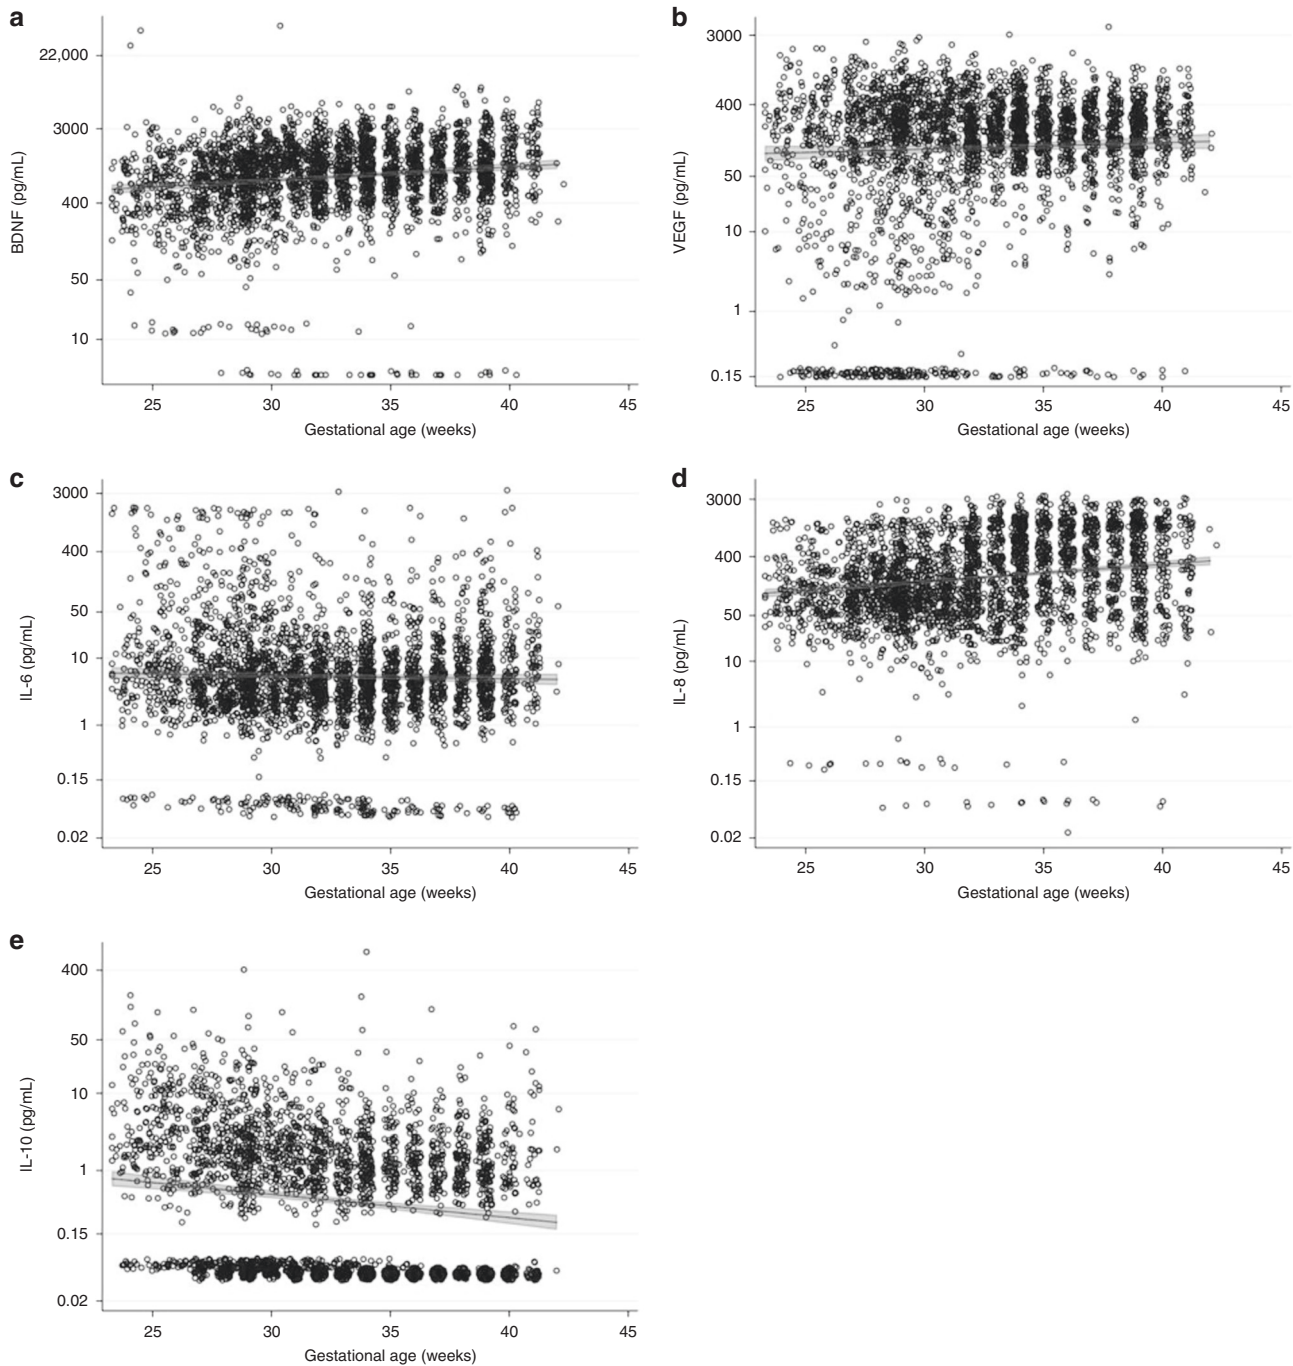 a
22,000
3000
400
50
10
BDNF (pg/mL)
25 30 35 40 45
Gestational age (weeks)
b
3000
400
50
10
1
0.15
VEGF (pg/mL)
25 30 35 40 45
Gestational age (weeks)
c
3000
400
50
10
1
0.15
0.02
IL-6 (pg/mL)
25 30 35 40 45
Gestational age (weeks)
d
3000
400
50
10
1
0.15
0.02
IL-8 (pg/mL)
25 30 35 40 45
Gestational age (weeks)
e
400
50
10
1
0.15
0.02
IL-10 (pg/mL)
25 30 35 40 45
Gestational age (weeks)